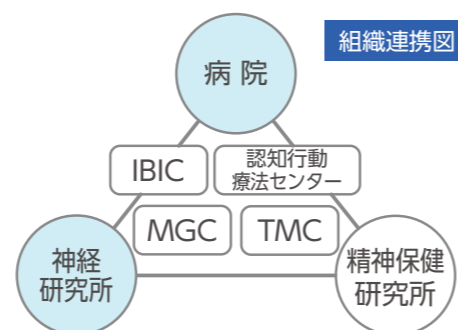 組織連携図
病院
IBIC
認知行動
療法センター
MGC
TMC
神経
研究所
精神保健
研究所